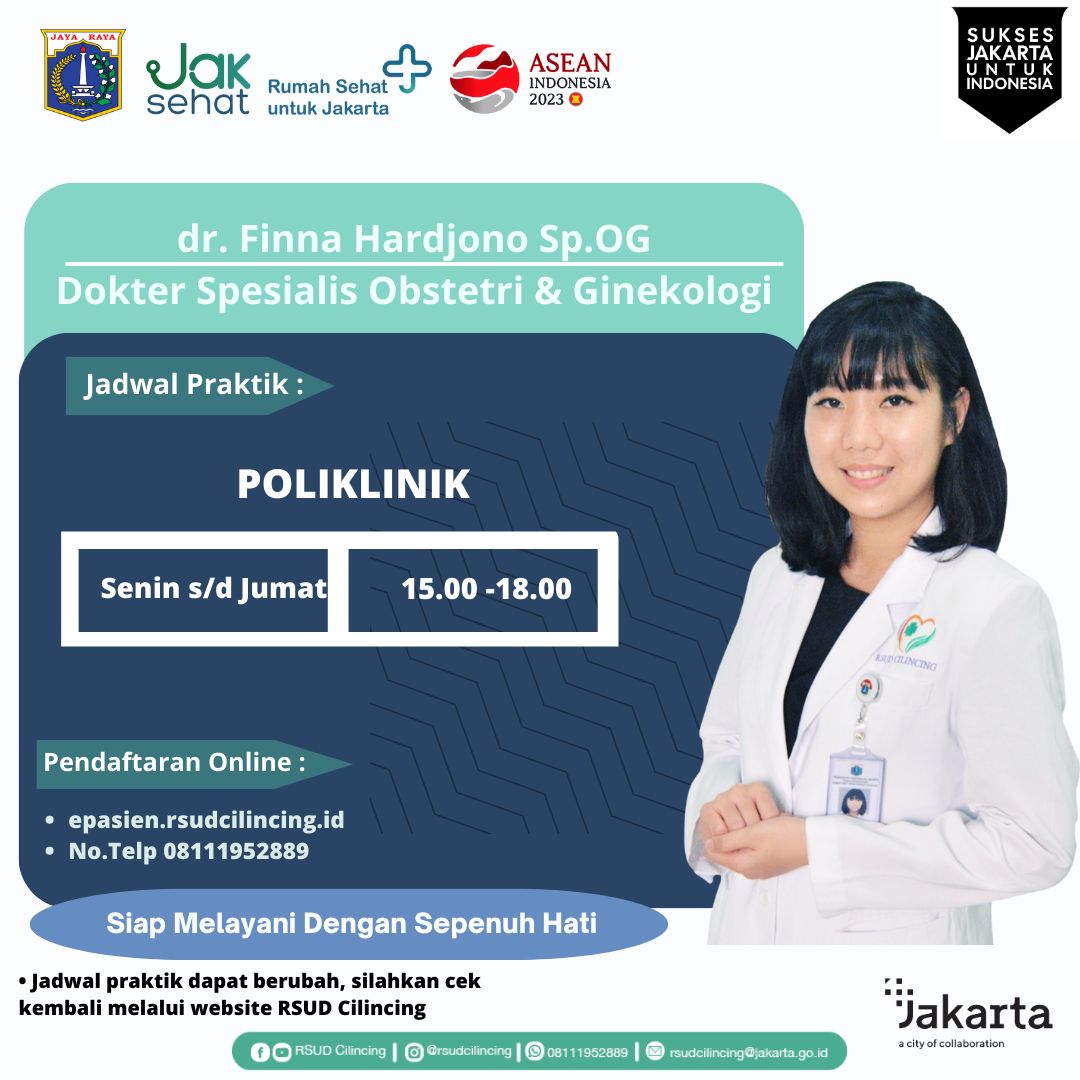 JAYA RAYA
Jak
sehat
Rumah Sehat
untuk Jakarta
ASEAN
INDONESIA
2023
SUKSES
JAKARTA
UNTUK
INDONESIA
dr. Finna Hardjono Sp.OG
Dokter Spesialis Obstetri & Ginekologi
Jadwal Praktik :
POLIKLINIK
Senin s/d Jumat 15.00 -18.00
RSUD CILINCING
Pendaftaran Online :
• epasien.rsudcilincing.id
• No.Telp 08111952889
Siap Melayani Dengan Sepenuh Hati
• Jadwal praktik dapat berubah, silahkan cek
kembali melalui website RSUD Cilincing
Jakarta
a city of collaboration
RSUD Cilincing | @rsudcilincing | 08111952889 | rsudcilincing@jakarta.go.id